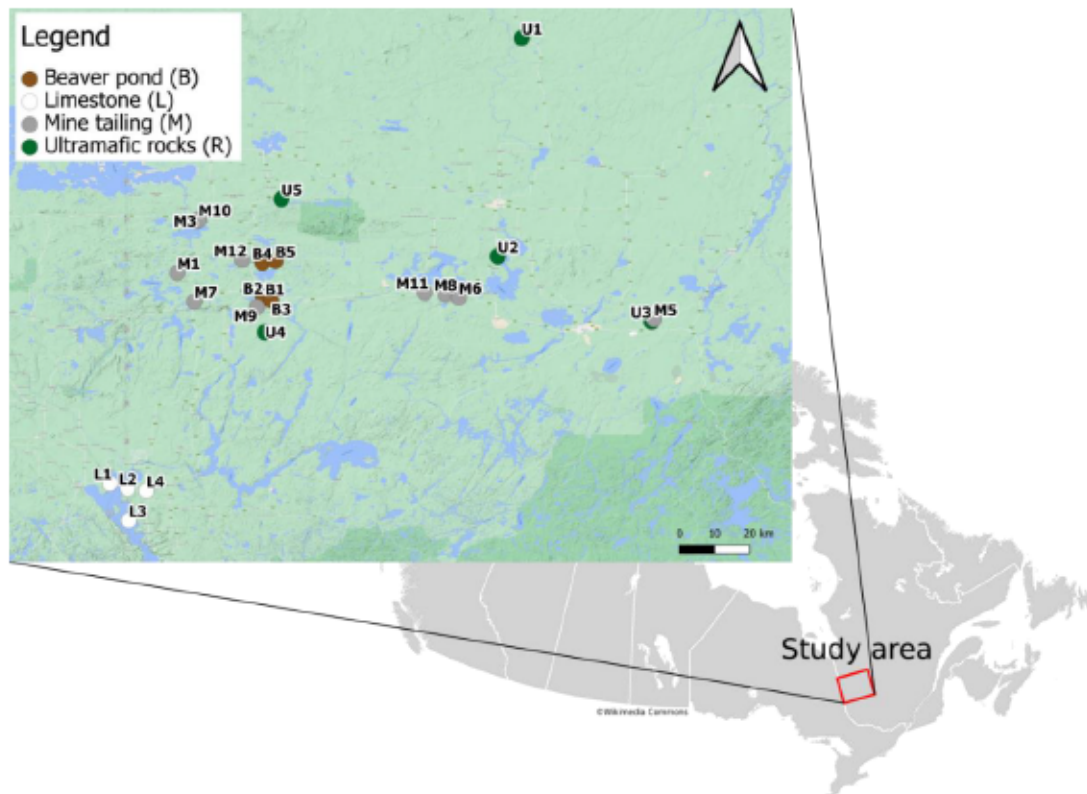 U1
Legend
Beaver pond (B)
Limestone (L)
Mine tailing (M)
Ultramafic rocks (R)
U5
M10
M3
U2
M12
B4
B5
M1
M11
M8
M6
B2
B1
M7
M9
B3
U3
M5
U4
L1
L2
L4
L3
0 10 20 km
Study area
©Wikimedia Commons